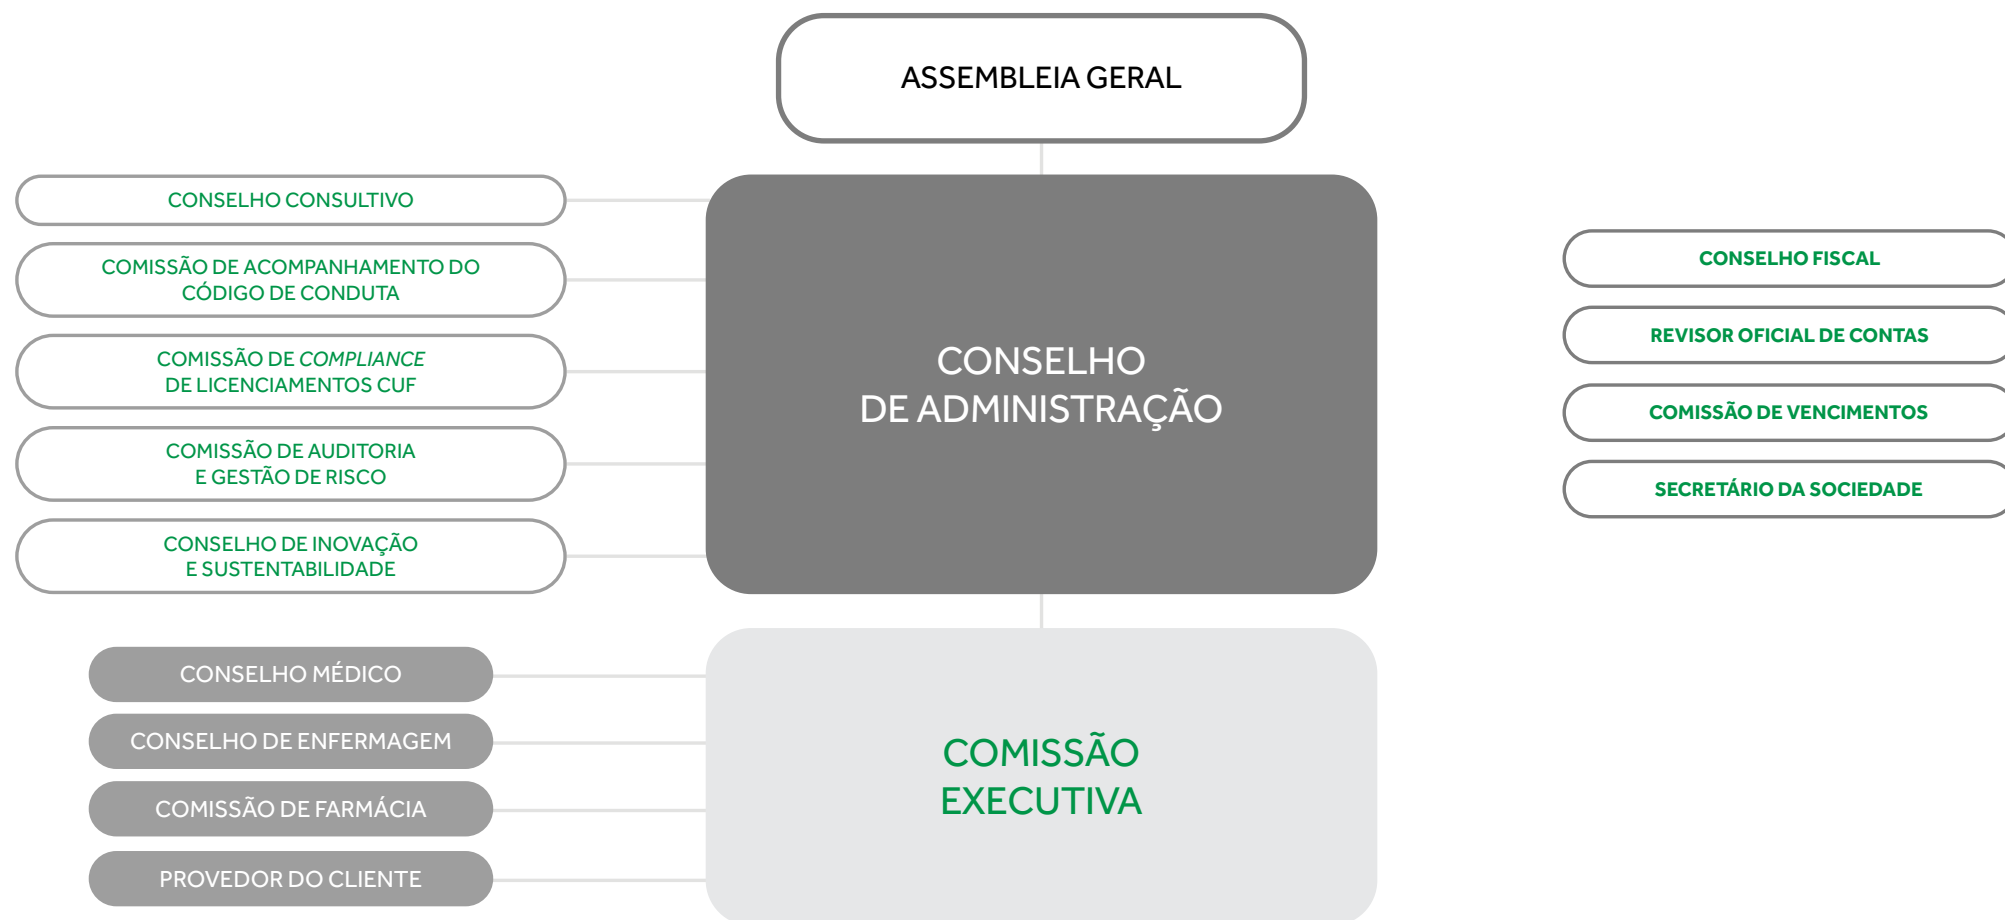 ASSEMBLEIA GERAL
CONSELHO CONSULTIVO
COMISSÃO DE ACOMPANHAMENTO DO
CÓDIGO DE CONDUTA
COMISSÃO DE COMPLIANCE
DE LICENCIAMENTOS CUF
COMISSÃO DE AUDITORIA
E GESTÃO DE RISCO
CONSELHO DE INOVAÇÃO
E SUSTENTABILIDADE
CONSELHO
DE ADMINISTRAÇÃO
CONSELHO FISCAL
REVISOR OFICIAL DE CONTAS
COMISSÃO DE VENCIMENTOS
SECRETÁRIO DA SOCIEDADE
CONSELHO MÉDICO
CONSELHO DE ENFERMAGEM
COMISSÃO DE FARMÁCIA
PROVEDOR DO CLIENTE
COMISSÃO
EXECUTIVA